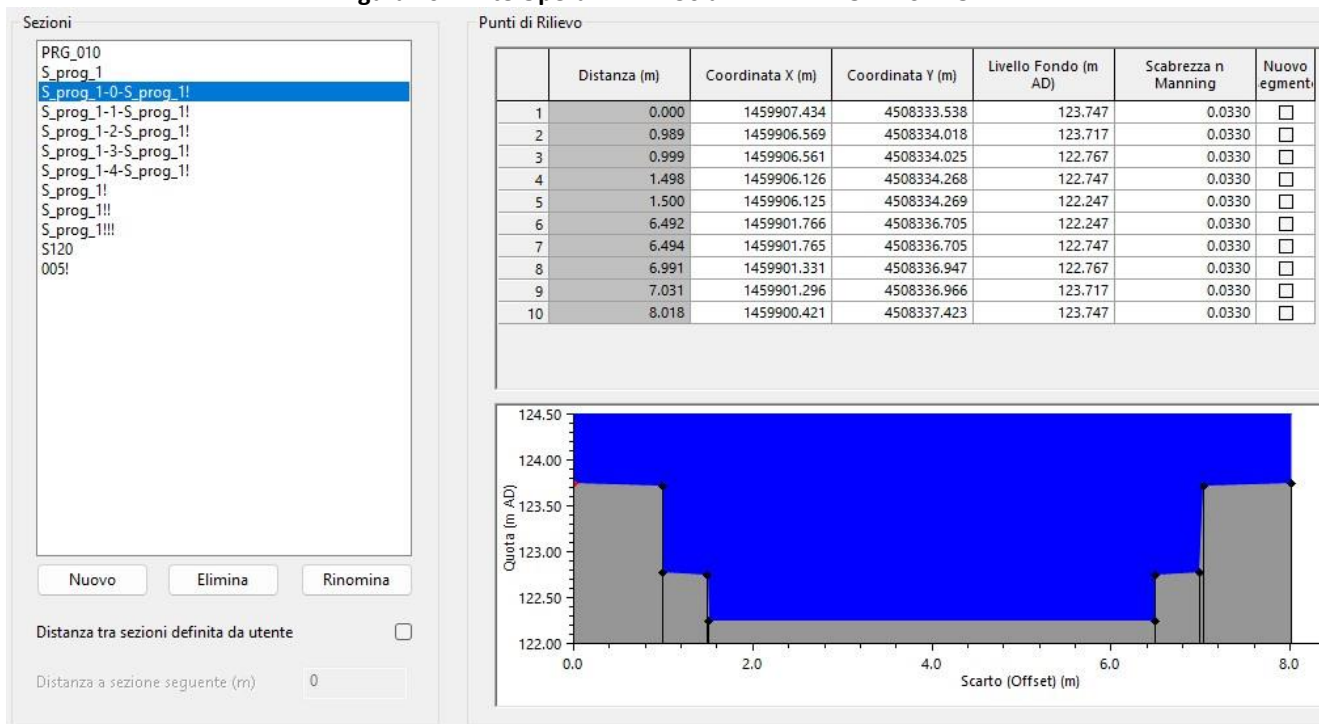 Sezioni
PRG_010
S_prog_1
S_prog_1-0-S_prog_1!
S_prog_1-1-S_prog_1!
S_prog_1-2-S_prog_1!
S_prog_1-3-S_prog_1!
S_prog_1-4-S_prog_1!
S_prog_1!
S_prog_1!!
S_prog_1!!!
S120
005!
Nuovo Elimina Rinomina
Distanza tra sezioni definita da utente
Distanza a sezione seguente (m) 0
Punti di Rilievo
Distanza (m) Coordinata X (m) Coordinata Y (m) Livello Fondo (m AD) Scabrezza n Manning Nuovo egment
1 0.000 1459907.434 4508333.538 123.747 0.0330
2 0.989 1459906.569 4508334.018 123.717 0.0330
3 0.999 1459906.561 4508334.025 122.767 0.0330
4 1.498 1459906.126 4508334.268 122.747 0.0330
5 1.500 1459906.125 4508334.269 122.247 0.0330
6 6.492 1459901.766 4508336.705 122.247 0.0330
7 6.494 1459901.765 4508336.705 122.747 0.0330
8 6.991 1459901.331 4508336.947 122.767 0.0330
9 7.031 1459901.296 4508336.966 123.717 0.0330
10 8.018 1459900.421 4508337.423 123.747 0.0330
Quota (m AD)
124.50
124.00
123.50
123.00
122.50
122.00
0.0 2.0 4.0 6.0 8.0
Scarto (Offset) (m)